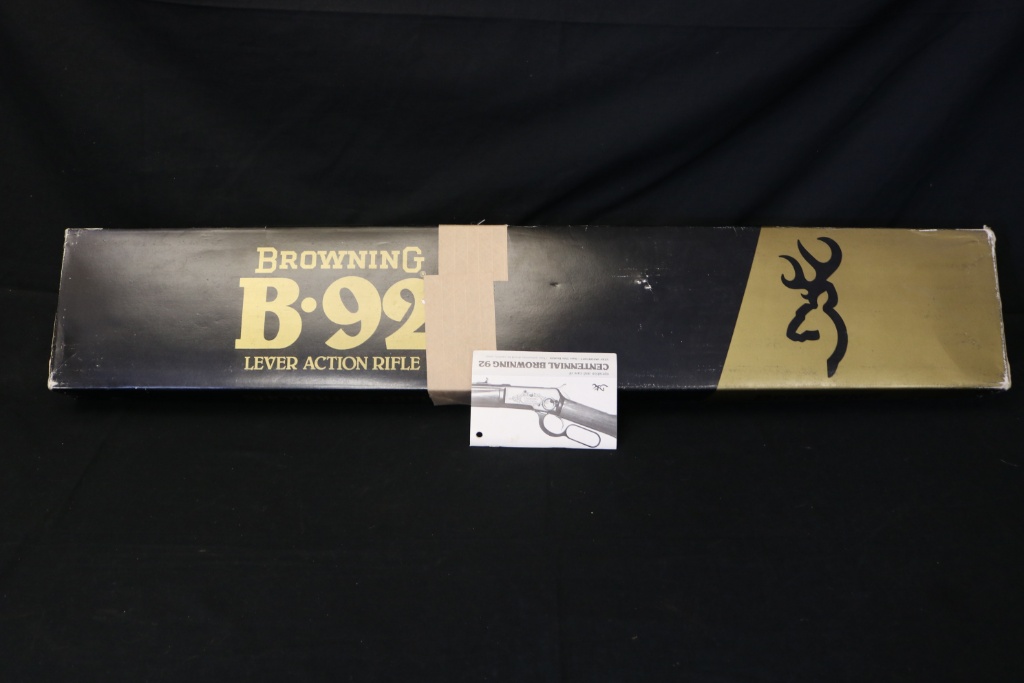 BROWNING
B·92
LEVER ACTION RIFLE
CENTENNIAL BROWNING 92